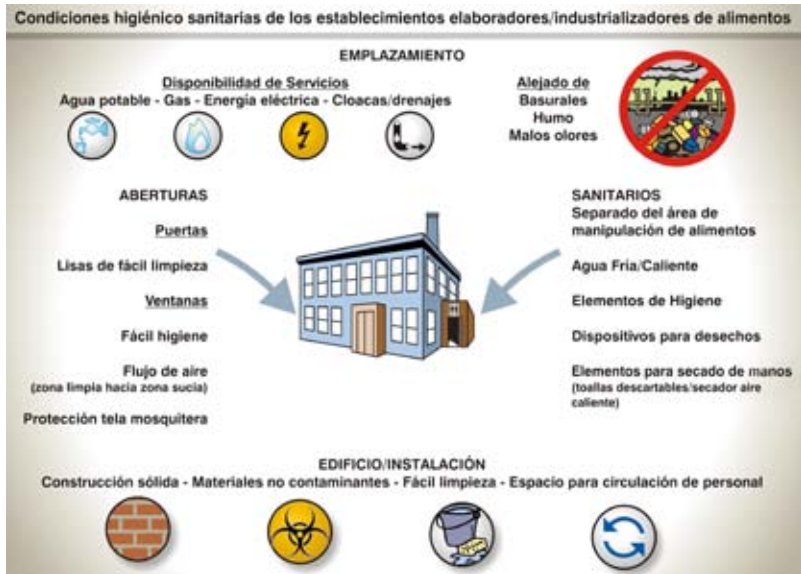 Condiciones higiénico sanitarias de los establecimientos elaboradores/industrializadores de alimentos
EMPLAZAMIENTO
Disponibilidad de Servicios
Agua potable - Gas - Energía eléctrica - Cloacas/drenajes
Alejado de
Basurales
Humo
Malos olores
ABERTURAS
Puertas
Lisas de fácil limpieza
Ventanas
Fácil higiene
Flujo de aire
(zona limpia hacia zona sucia)
Protección tela mosquitera
SANITARIOS
Separado del área de
manipulación de alimentos
Agua Fría/Caliente
Elementos de Higiene
Dispositivos para desechos
Elementos para secado de manos
(toallas descartables/secador aire
caliente)
EDIFICIO/INSTALACIÓN
Construcción sólida - Materiales no contaminantes - Fácil limpieza - Espacio para circulación de personal